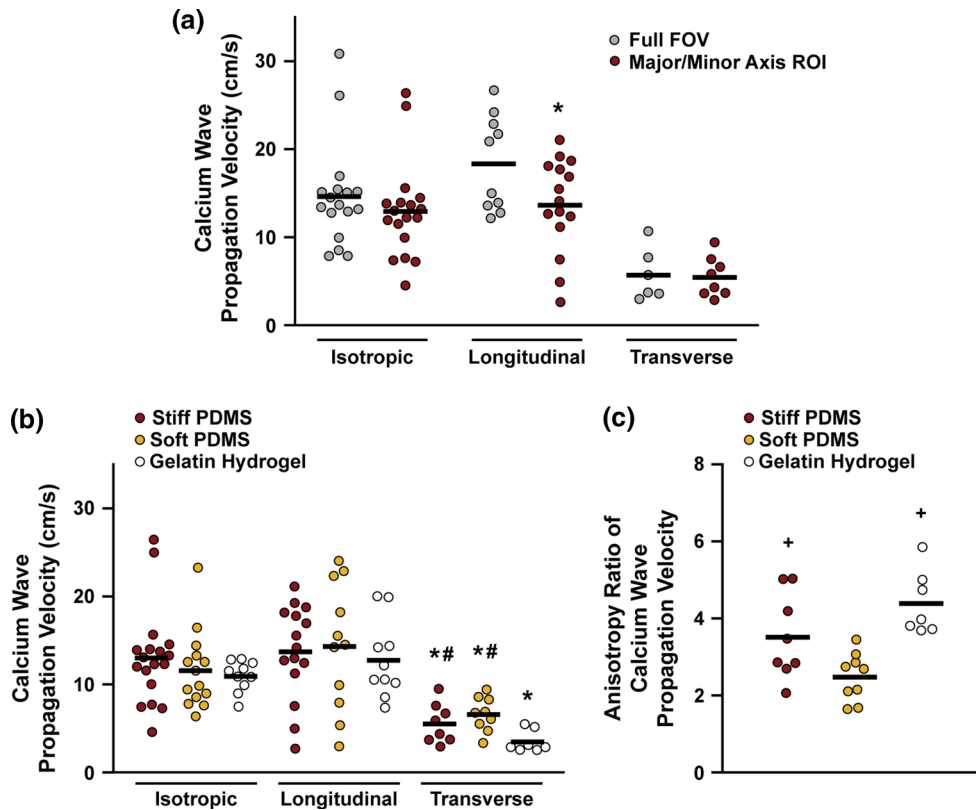 (a)
Full FOV
Major/Minor Axis ROI
Calcium Wave
Propagation Velocity (cm/s)
30
20
10
0
*
Isotropic
Longitudinal
Transverse
(b)
Stiff PDMS
Soft PDMS
Gelatin Hydrogel
Calcium Wave
Propagation Velocity (cm/s)
30
20
10
0
*#
*#
*
Isotropic
Longitudinal
Transverse
(c)
Stiff PDMS
Soft PDMS
Gelatin Hydrogel
Anisotropy Ratio of
Calcium Wave
Propagation Velocity
8
6
4
2
0
+
+